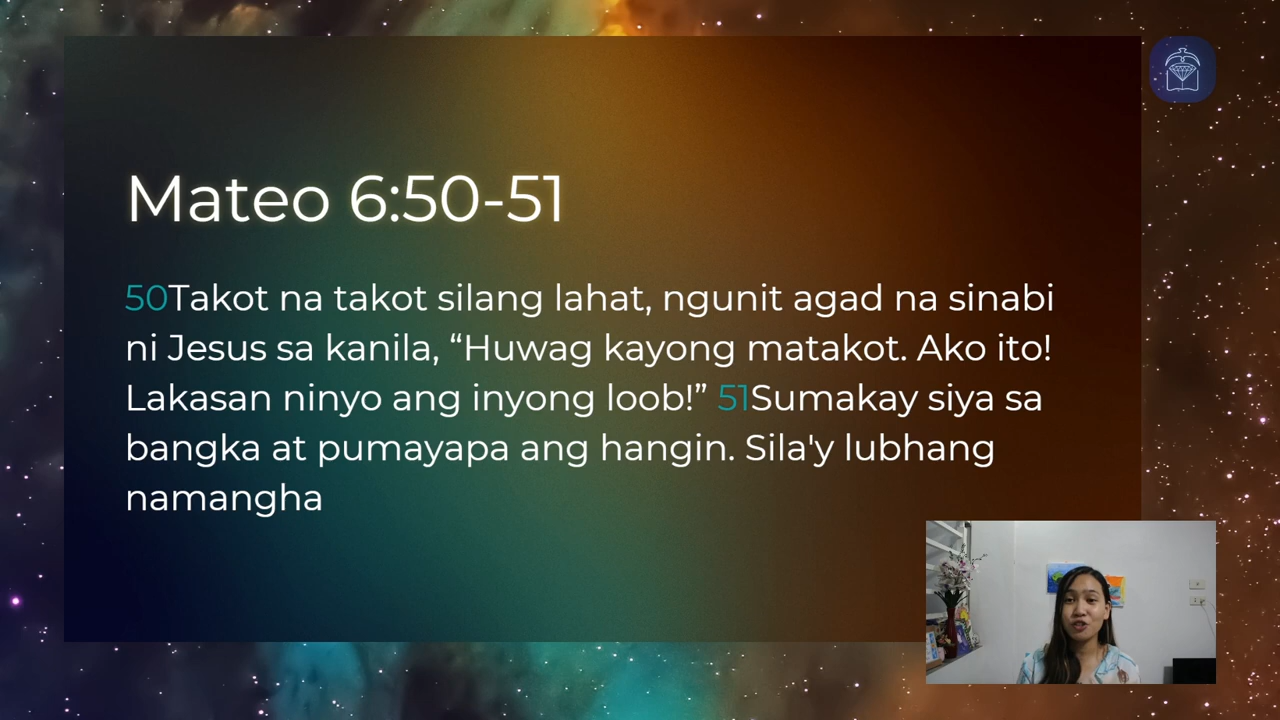 Mateo 6:50-51
50Takot na takot silang lahat, ngunit agad na sinabi
ni Jesus sa kanila, “Huwag kayong matakot. Ako ito!
Lakasan ninyo ang inyong loob!” 51Sumakay siya sa
bangka at pumayapa ang hangin. Sila'y lubhang
namangha